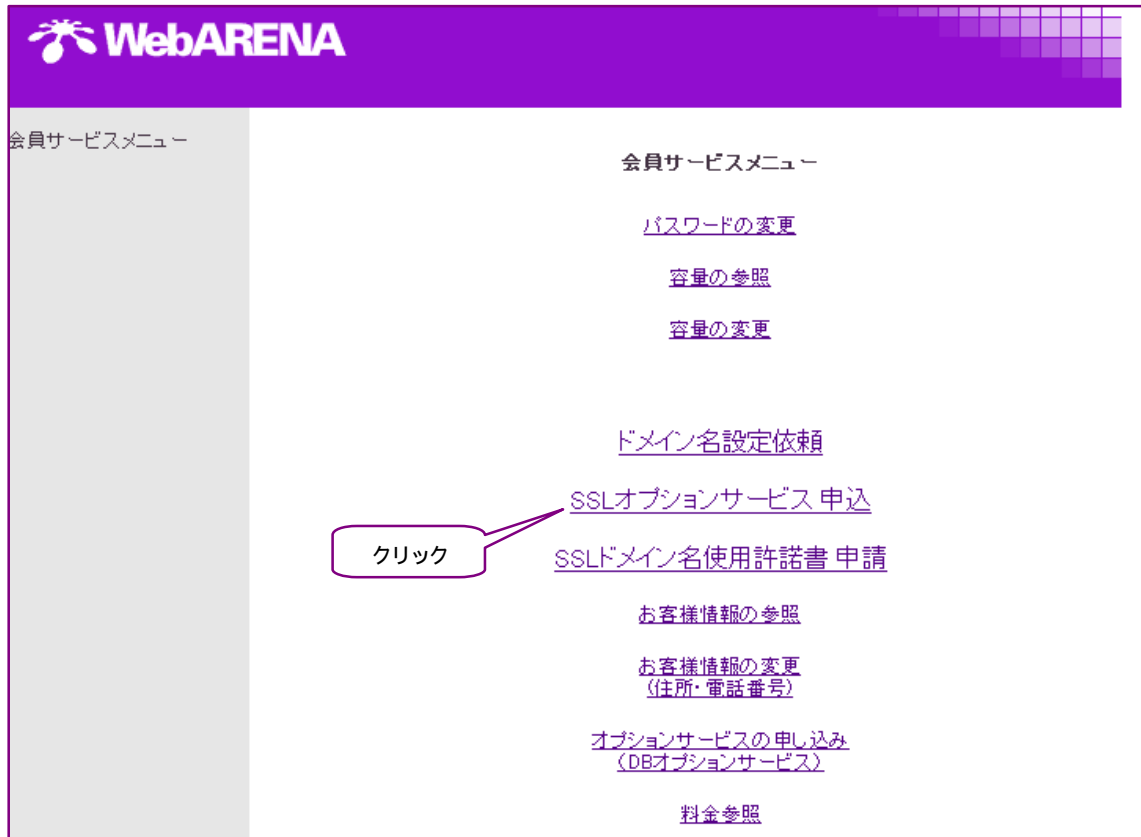 WebARENA
会員サービスメニュー
会員サービスメニュー
パスワードの変更
容量の参照
容量の変更
ドメイン名設定依頼
SSLオプションサービス 申込
クリック
SSLドメイン名使用許諾書 申請
お客様情報の参照
お客様情報の変更
(住所・電話番号)
オプションサービスの申し込み
(DBオプションサービス)
料金参照